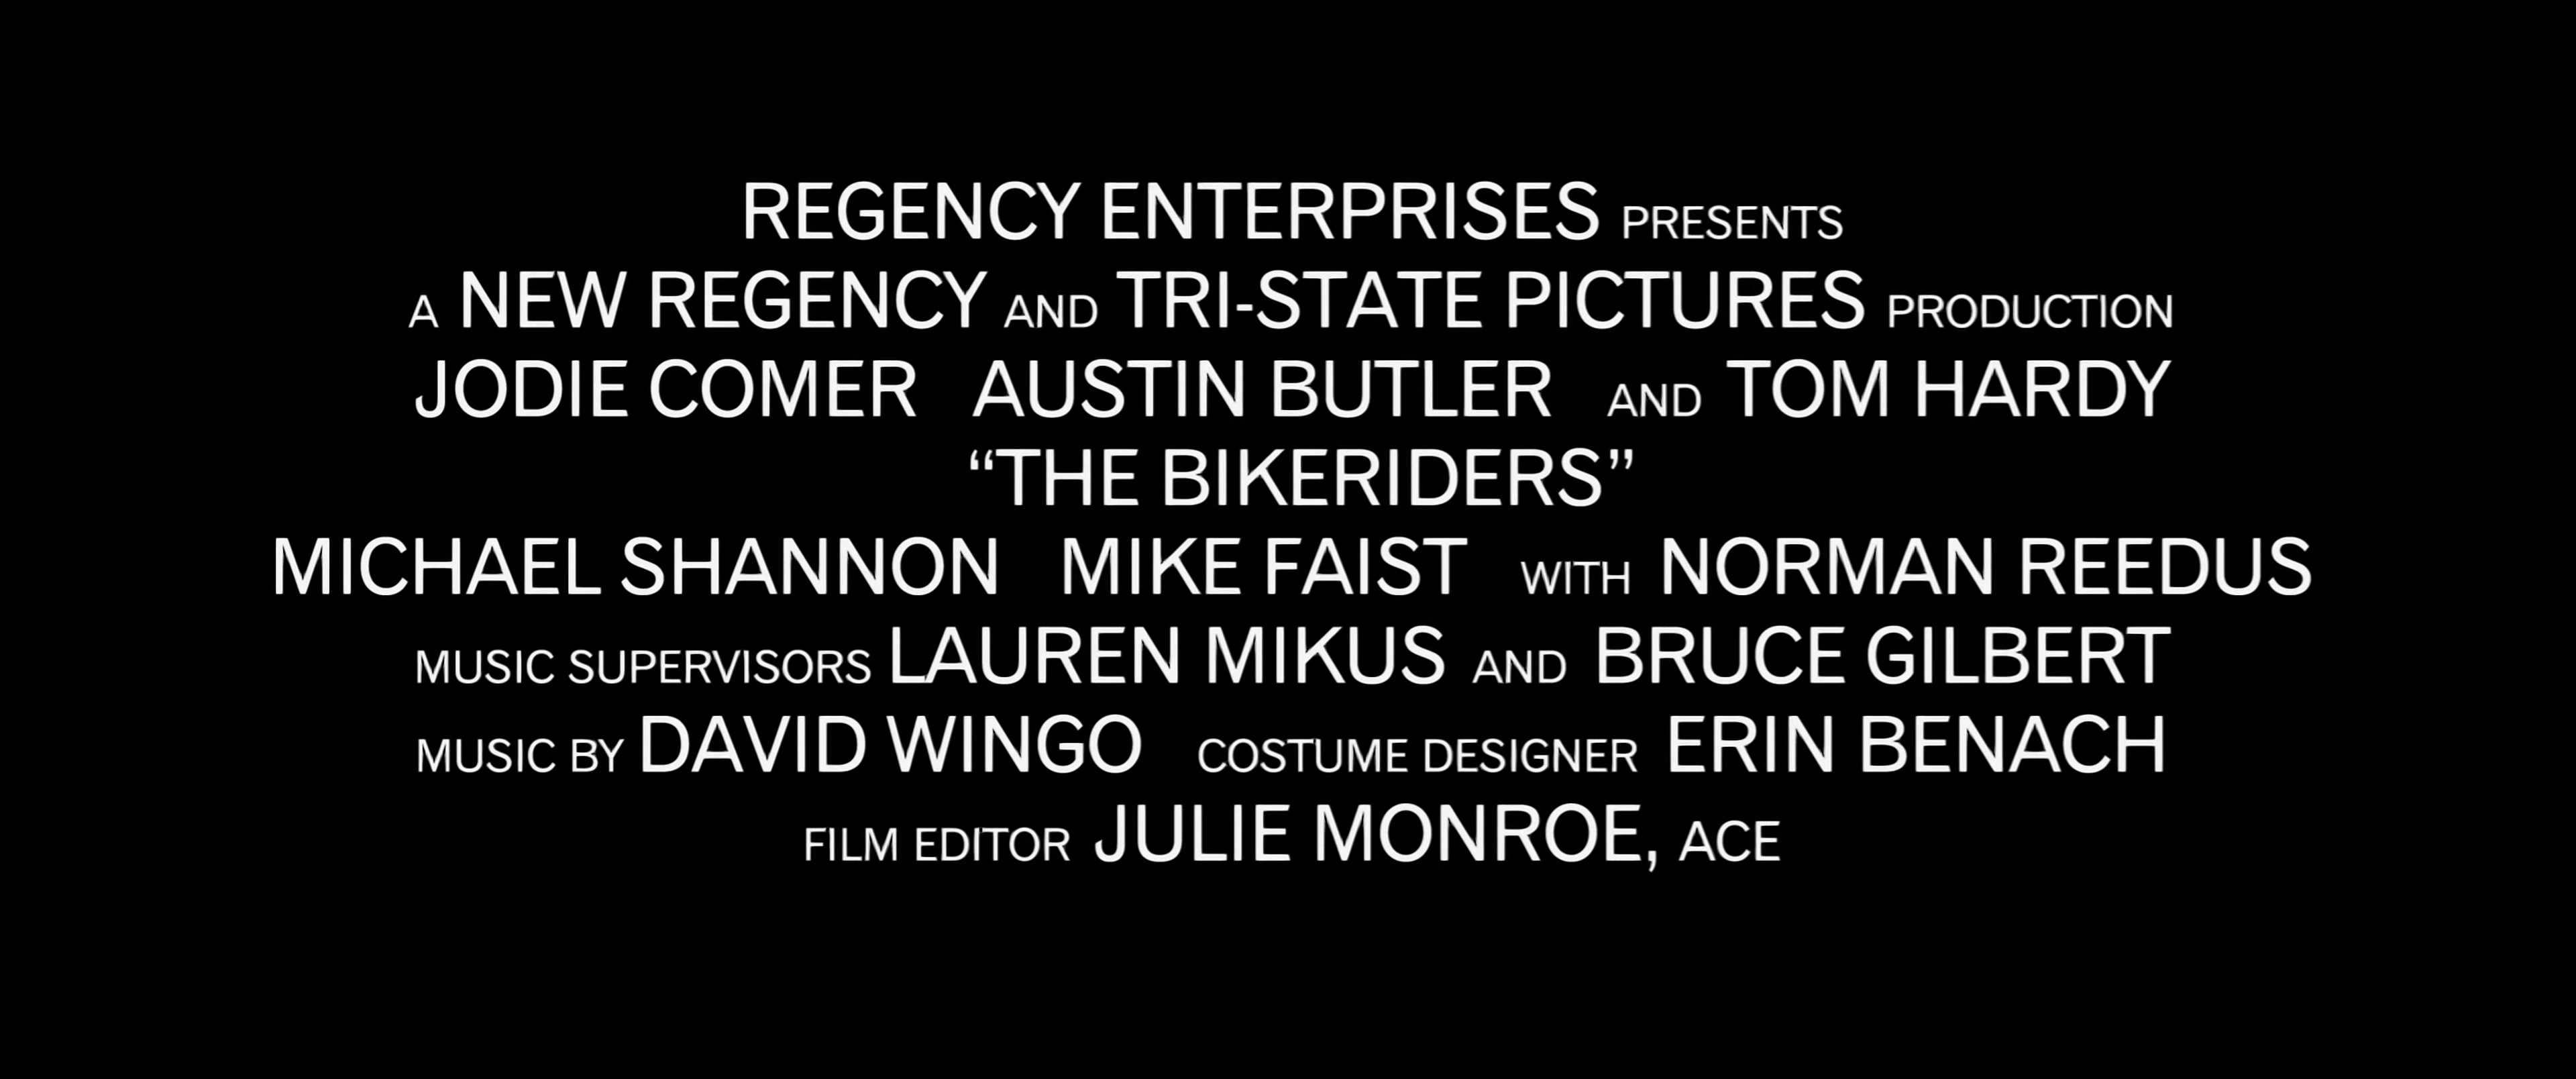 REGENCY ENTERPRISES PRESENTS
A NEW REGENCY AND TRI-STATE PICTURES PRODUCTION
JODIE COMER AUSTIN BUTLER AND TOM HARDY
“THE BIKERIDERS”
MICHAEL SHANNON MIKE FAIST WITH NORMAN REEDUS
MUSIC SUPERVISORS LAUREN MIKUS AND BRUCE GILBERT
MUSIC BY DAVID WINGO COSTUME DESIGNER ERIN BENACH
FILM EDITOR JULIE MONROE, ACE